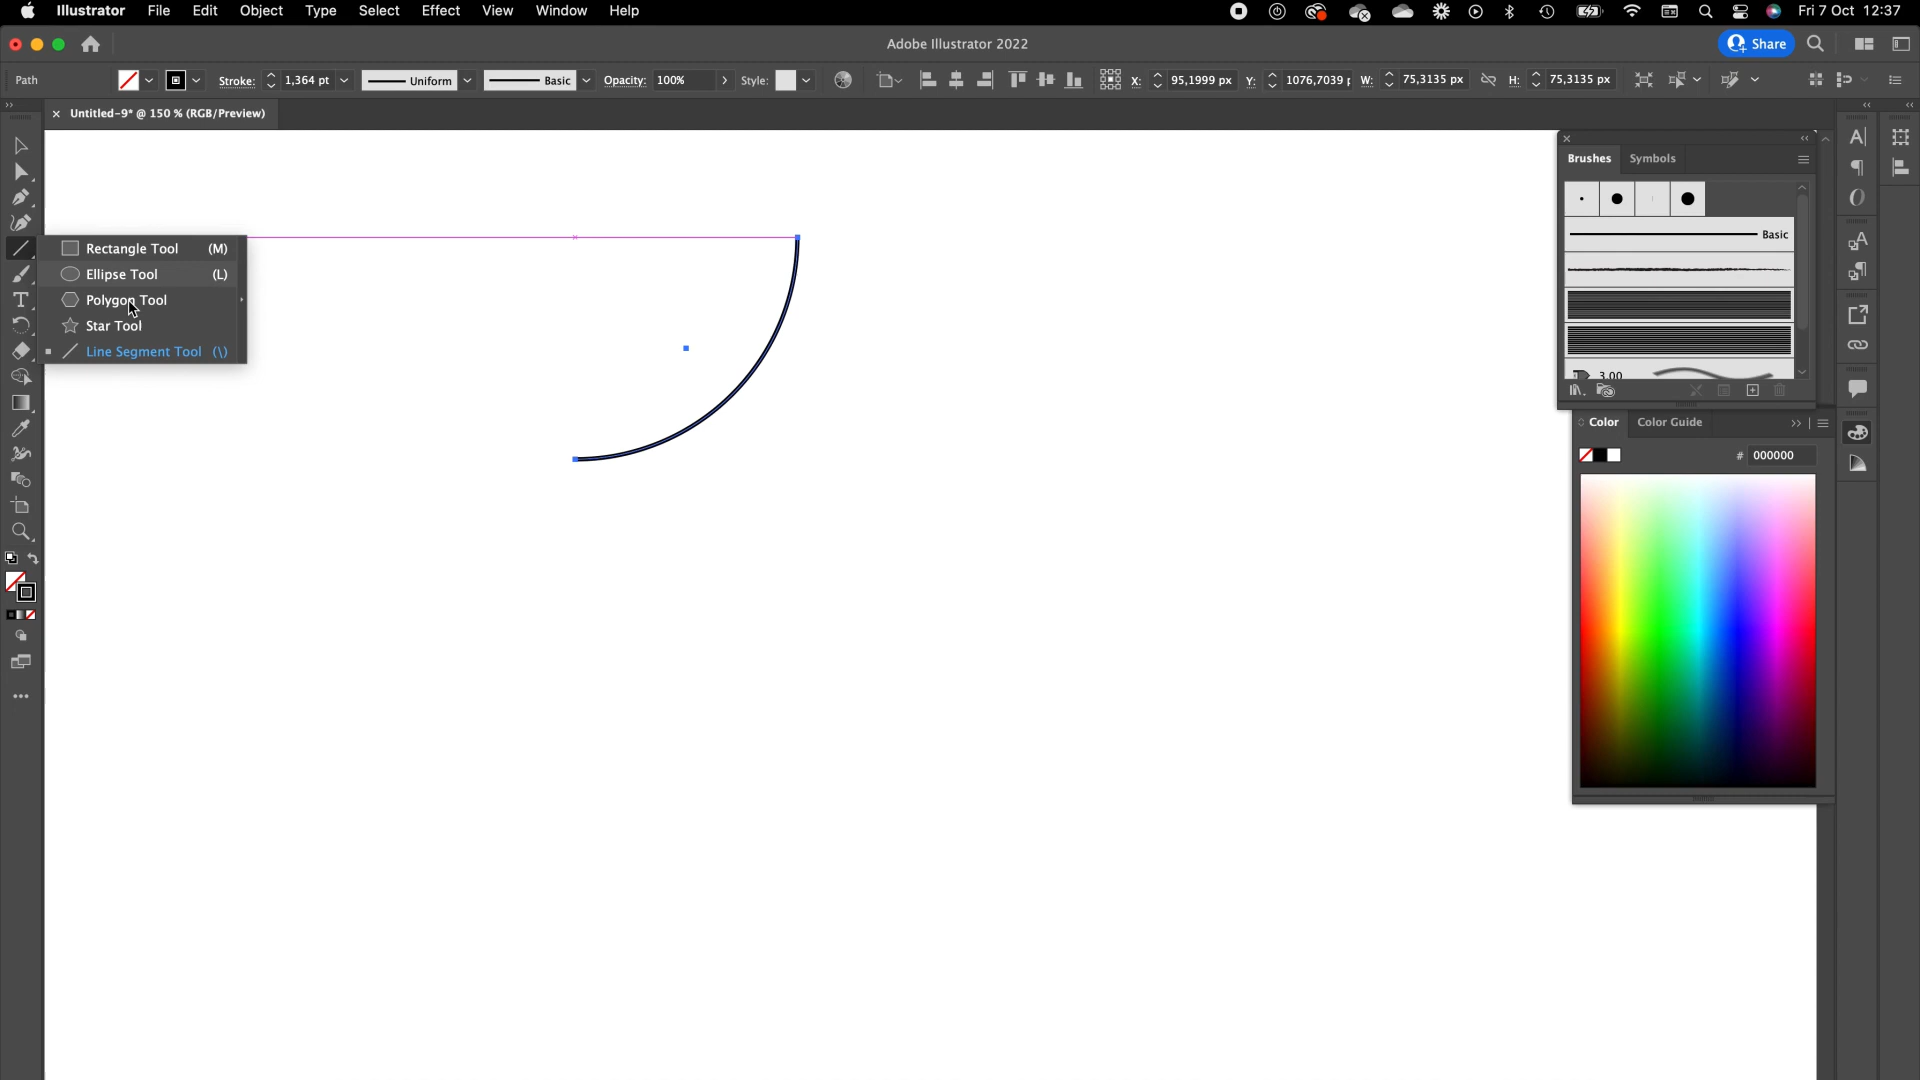 Illustrator File Edit Object Type Select Effect View Window Help Fri 7 Oct 12:37
Adobe Illustrator 2022 Share
Path Stroke: 1,364 pt Uniform Basic Opacity: 100% Style: X: 95,1999 px Y: 1076,7039 p W: 75,3135 px H: 75,3135 px
× Untitled-9* @ 150 % (RGB/Preview)
Brushes Symbols
Basic
3.00
Rectangle Tool (M)
Ellipse Tool (L)
Polygon Tool
Star Tool
Line Segment Tool (\)
Color Color Guide
# 000000